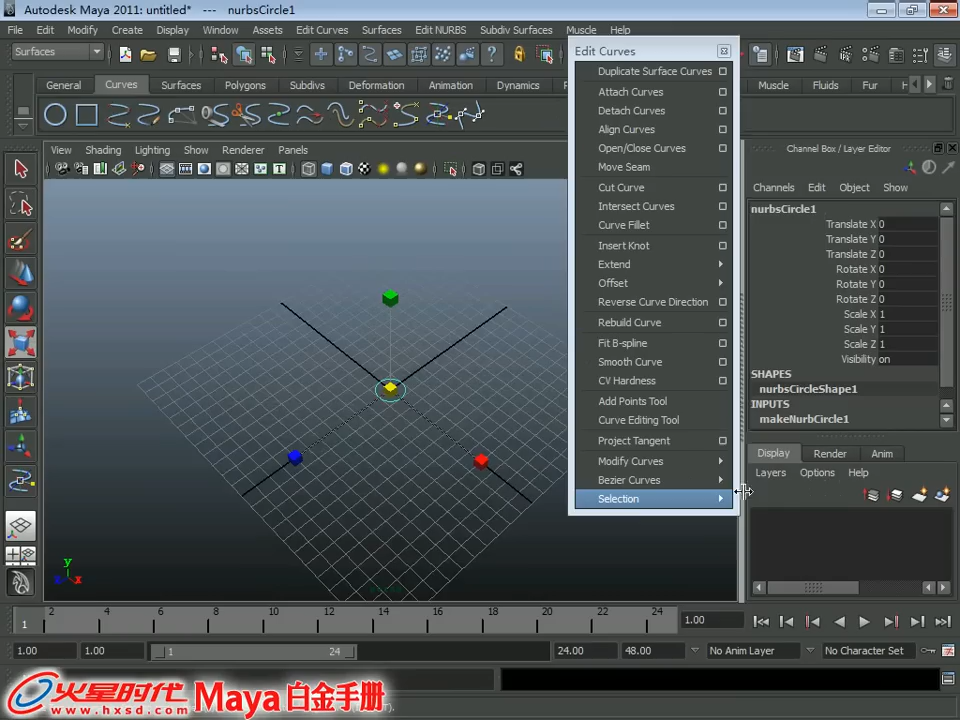 Autodesk Maya 2011: untitled* --- nurbsCircle1
File Edit Modify Create Display Window Assets Edit Curves Surfaces Edit NURBS Subdiv Surfaces Muscle Help
Surfaces
General Curves Surfaces Polygons Subdivs Deformation Animation Dynamics Muscle Fluids Fur
View Shading Lighting Show Renderer Panels
Edit Curves
Duplicate Surface Curves
Attach Curves
Detach Curves
Align Curves
Open/Close Curves
Move Seam
Cut Curve
Intersect Curves
Curve Fillet
Insert Knot
Extend
Offset
Reverse Curve Direction
Rebuild Curve
Fit B-spline
Smooth Curve
CV Hardness
Add Points Tool
Curve Editing Tool
Project Tangent
Modify Curves
Bezier Curves
Selection
Channel Box / Layer Editor
Channels Edit Object Show
nurbsCircle1
Translate X 0
Translate Y 0
Translate Z 0
Rotate X 0
Rotate Y 0
Rotate Z 0
Scale X 1
Scale Y 1
Scale Z 1
Visibility on
SHAPES
nurbsCircleShape1
INPUTS
makeNurbCircle1
Display Render Anim
Layers Options Help
y
x
1 2 4 6 8 10 12 14 16 18 20 22 24
1.00
1.00 1.00 1 24 24.00 48.00 No Anim Layer No Character Set
火星时代 Maya 白金手册
www.hxsd.com